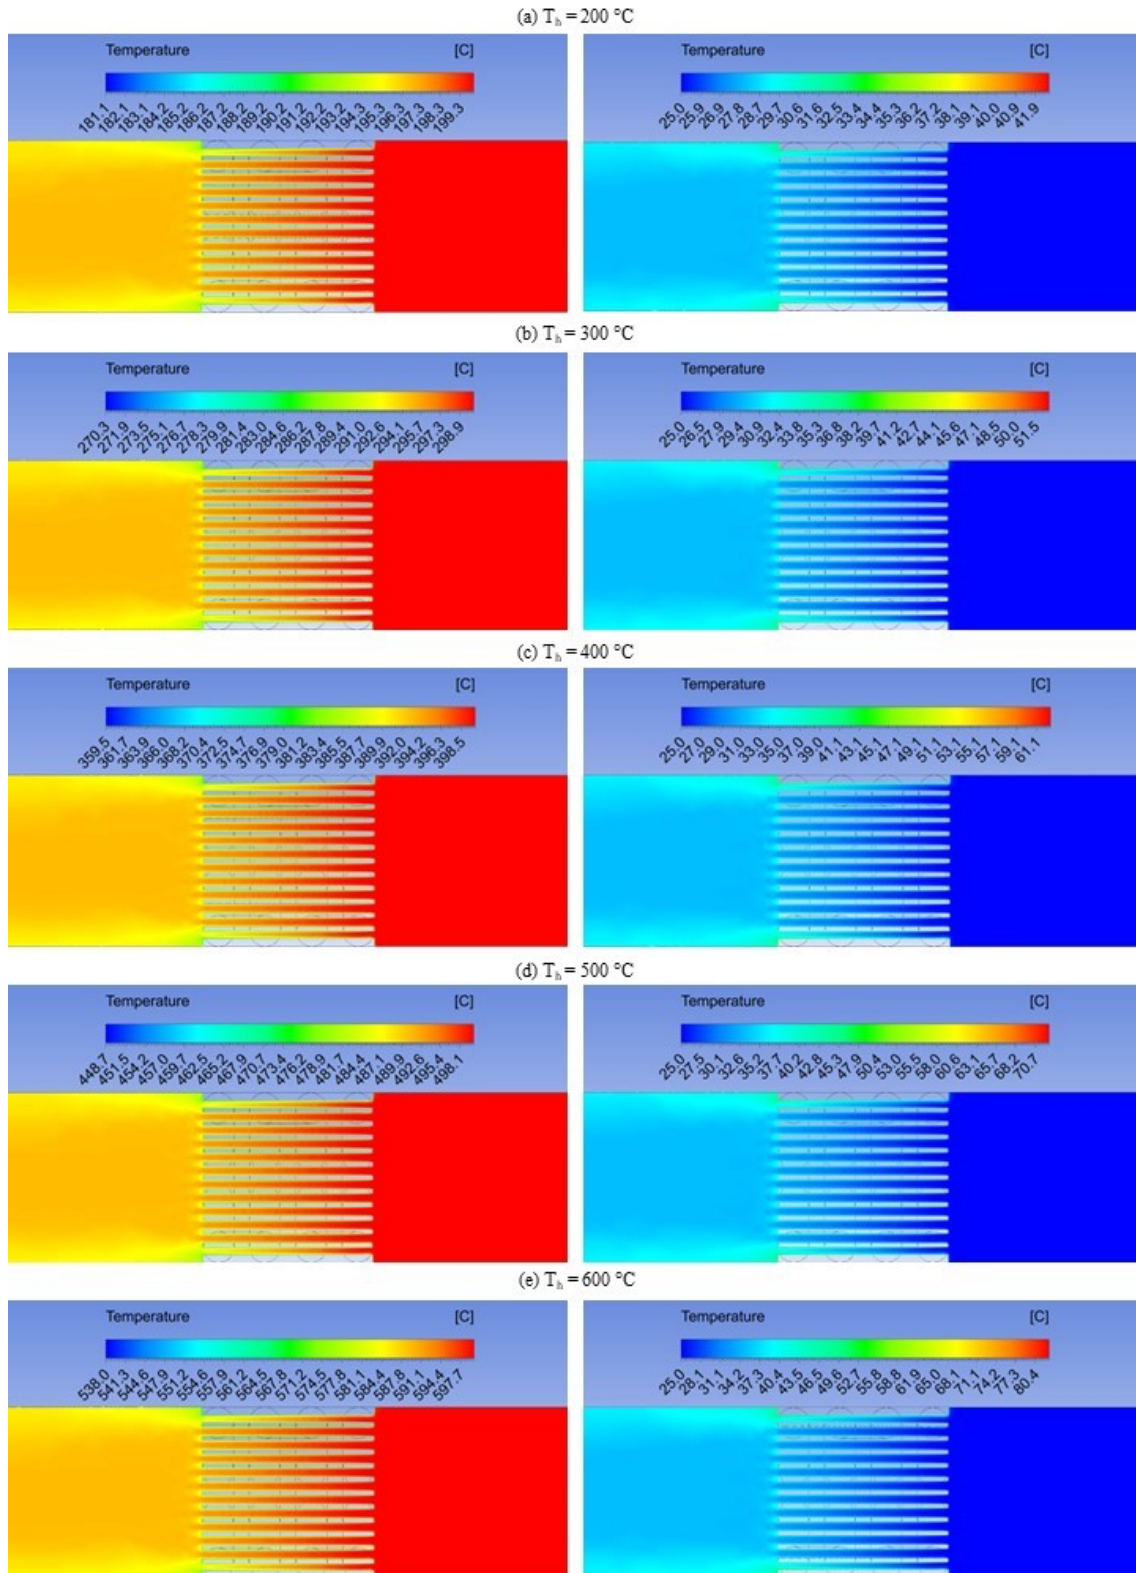 (a) Tₕ = 200 °C
Temperature [C]
181.1 182.1 183.1 184.2 185.2 186.2 187.2 188.2 189.2 190.2 191.2 192.2 193.2 194.3 195.3 196.3 197.3 198.3 199.3
Temperature [C]
25.0 25.9 26.9 27.8 28.7 29.7 30.6 31.6 32.5 33.4 34.4 35.3 36.2 37.2 38.1 39.1 40.0 40.9 41.9
(b) Tₕ = 300 °C
Temperature [C]
270.3 271.9 273.5 275.1 276.7 278.3 279.9 281.4 283.0 284.6 286.2 287.8 289.4 291.0 292.6 294.1 295.7 297.3 298.9
Temperature [C]
25.0 26.5 27.9 29.4 30.9 32.4 33.8 35.3 36.8 38.2 39.7 41.2 42.7 44.1 45.6 47.1 48.5 50.0 51.5
(c) Tₕ = 400 °C
Temperature [C]
359.5 361.7 363.9 366.0 368.2 370.4 372.5 374.7 376.9 379.0 381.2 383.4 385.5 387.7 389.9 392.0 394.2 396.3 398.5
Temperature [C]
25.0 27.0 29.0 31.0 33.0 35.0 37.0 39.0 41.1 43.1 45.1 47.1 49.1 51.1 53.1 55.1 57.1 59.1 61.1
(d) Tₕ = 500 °C
Temperature [C]
448.7 451.5 454.2 457.0 459.7 462.5 465.2 467.9 470.7 473.4 476.2 478.9 481.7 484.4 487.1 489.9 492.6 495.4 498.1
Temperature [C]
25.0 27.5 30.1 32.6 35.2 37.7 40.2 42.8 45.3 47.9 50.4 53.0 55.5 58.0 60.6 63.1 65.7 68.2 70.7
(e) Tₕ = 600 °C
Temperature [C]
538.0 541.3 544.6 547.9 551.2 554.6 557.9 561.2 564.5 567.8 571.2 574.5 577.8 581.1 584.4 587.8 591.1 594.4 597.7
Temperature [C]
25.0 28.1 31.1 34.2 37.3 40.4 43.5 46.5 49.6 52.7 55.8 58.8 61.9 65.0 68.1 71.1 74.2 77.3 80.4